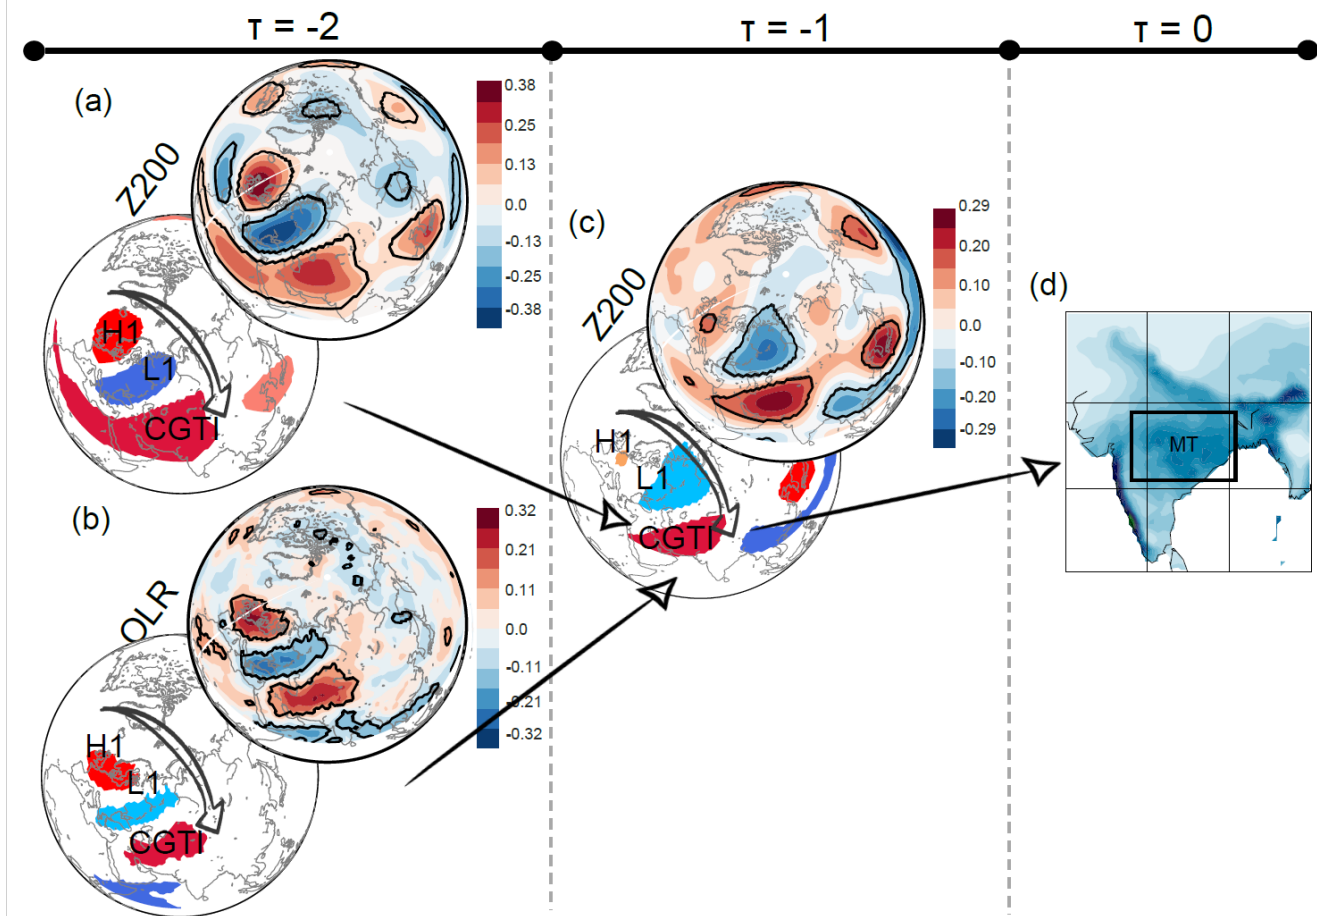 τ = -2
τ = -1
τ = 0
(a)
Z200
0.38
0.25
0.13
0.0
-0.13
-0.25
-0.38
H1
L1
CGTI
(b)
OLR
0.32
0.21
0.11
0.0
-0.11
-0.21
-0.32
H1
L1
CGTI
(c)
Z200
0.29
0.20
0.10
0.0
-0.10
-0.20
-0.29
H1
L1
CGTI
(d)
MT